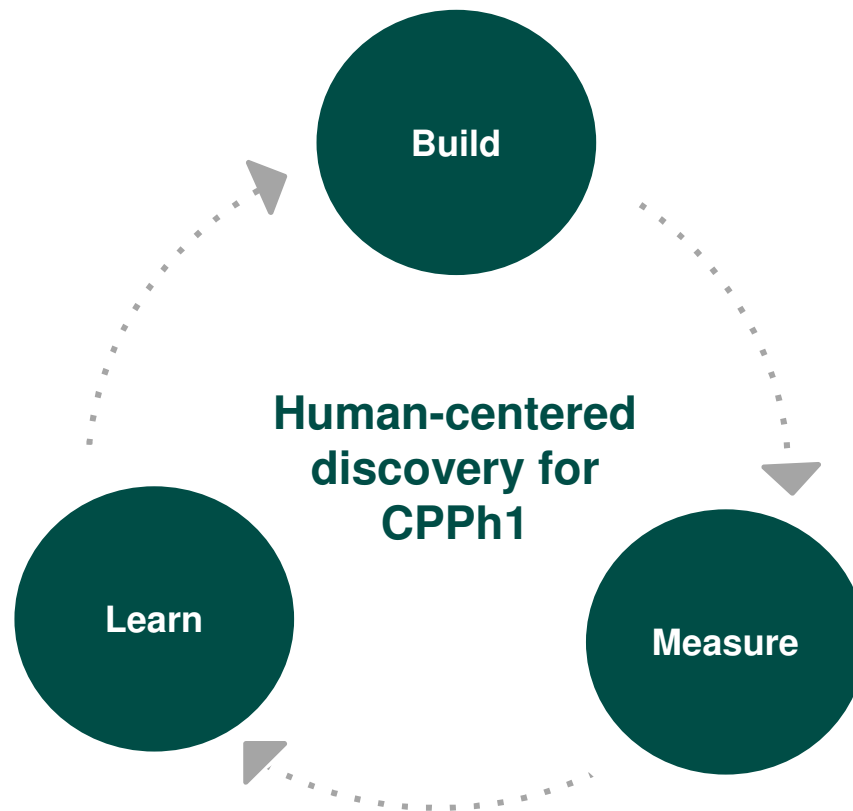 Build
Human-centered
discovery for
CPPh1
Learn
Measure